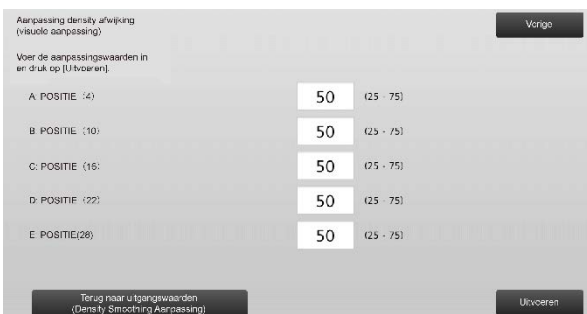 Aanpassing density afwijking
(visuele aanpassing)
Vorige
Voer de aanpassingswaarden in
en druk op [Uitvoeren].
A: POSITIE (4) 50 (25 - 75)
B: POSITIE (10) 50 (25 - 75)
C: POSITIE (16) 50 (25 - 75)
D: POSITIE (22) 50 (25 - 75)
E: POSITIE(28) 50 (25 - 75)
Terug naar uitgangswaarden
(Density Smoothing Aanpassing)
Uitvoeren